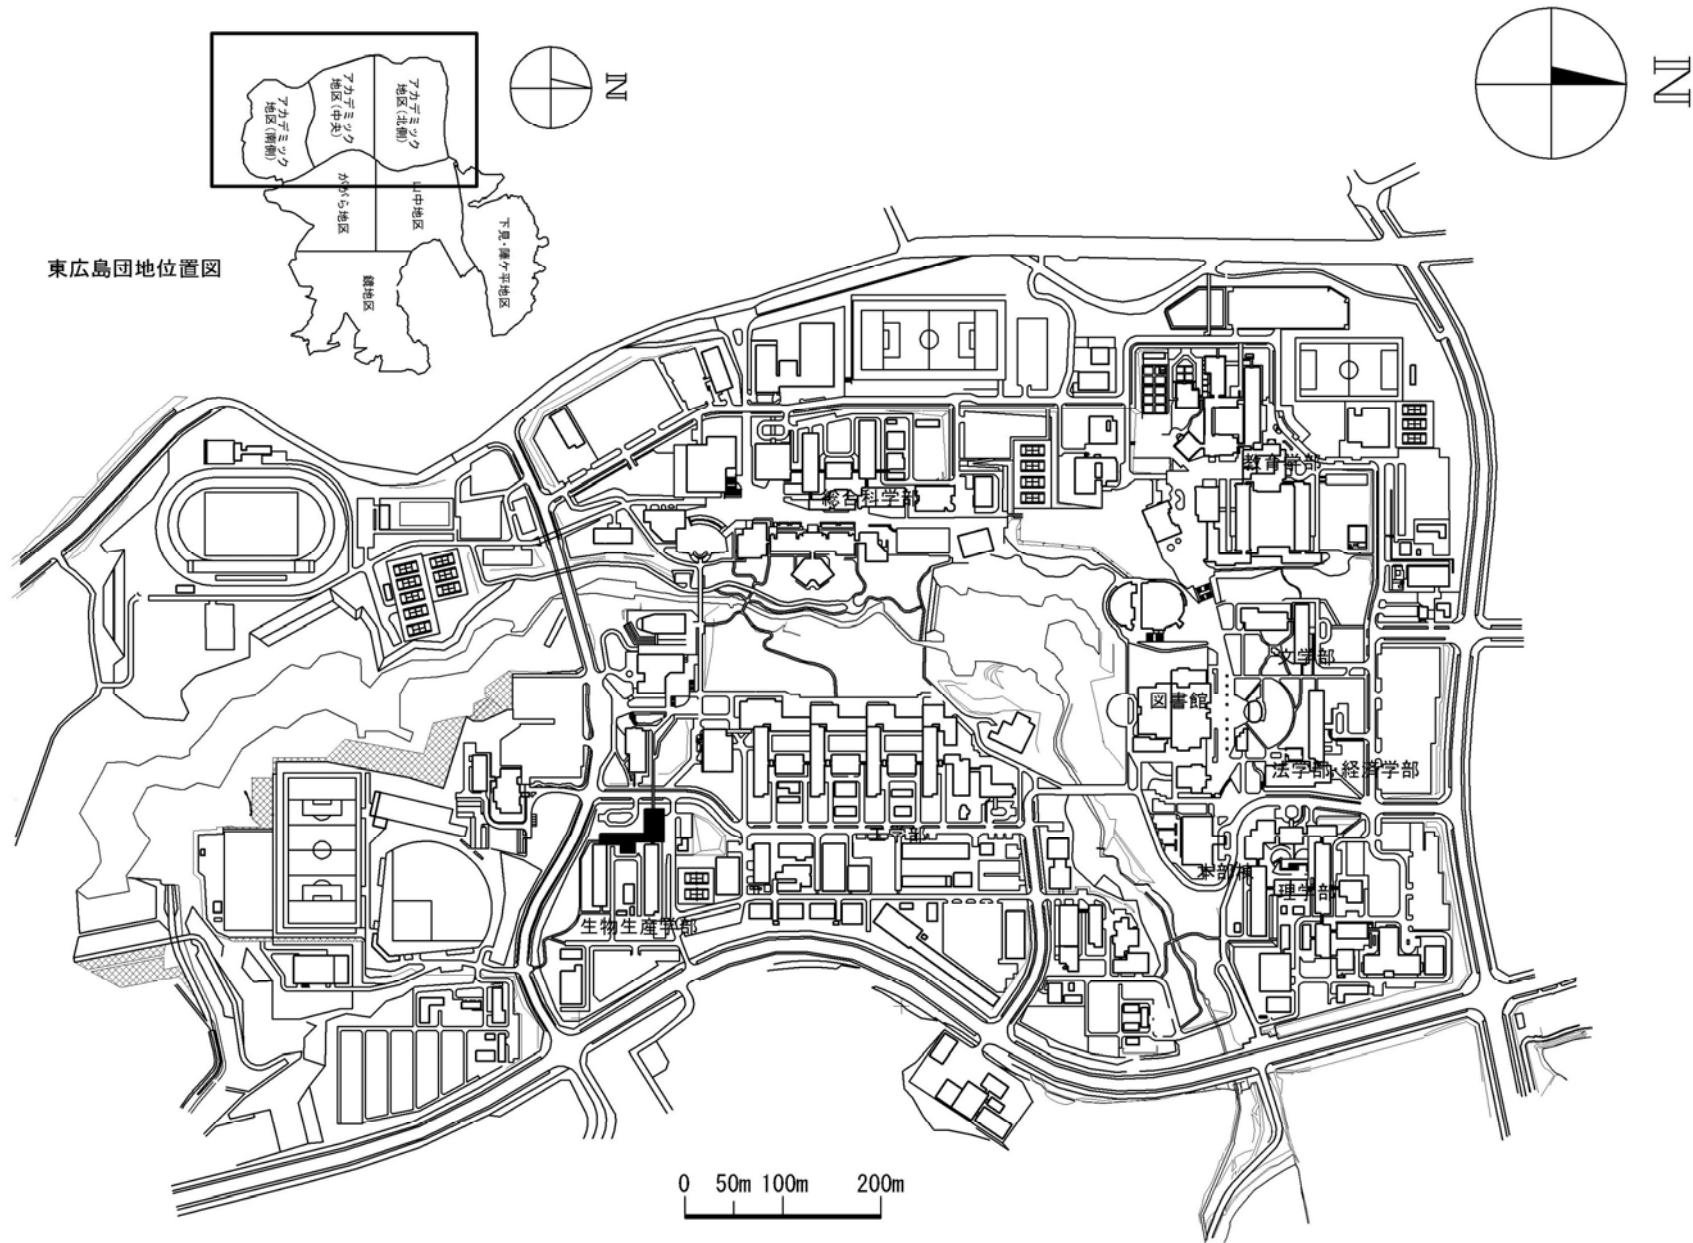 N
N
アカデミック
地区(北側)
アカデミック
地区(中央)
アカデミック
地区(南側)
山中地区
ががら地区
下見・陣ケ平地区
鏡地区
東広島団地位置図
教育学部
総合科学部
文学部
図書館
法学部・経済学部
工学部
本部棟
理学部
生物生産学部
0 50m 100m 200m